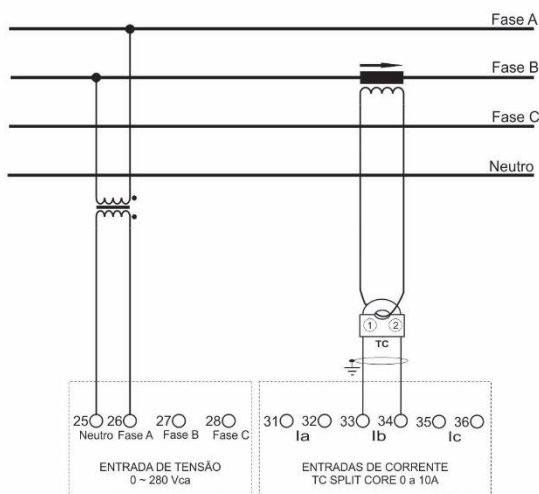 Fase A
Fase B
Fase C
Neutro
1 2
TC
25 26 27 28
Neutro Fase A Fase B Fase C
ENTRADA DE TENSÃO
0 ~ 280 Vca
31 32 33 34 35 36
Ia Ib Ic
ENTRADAS DE CORRENTE
TC SPLIT CORE 0 a 10A